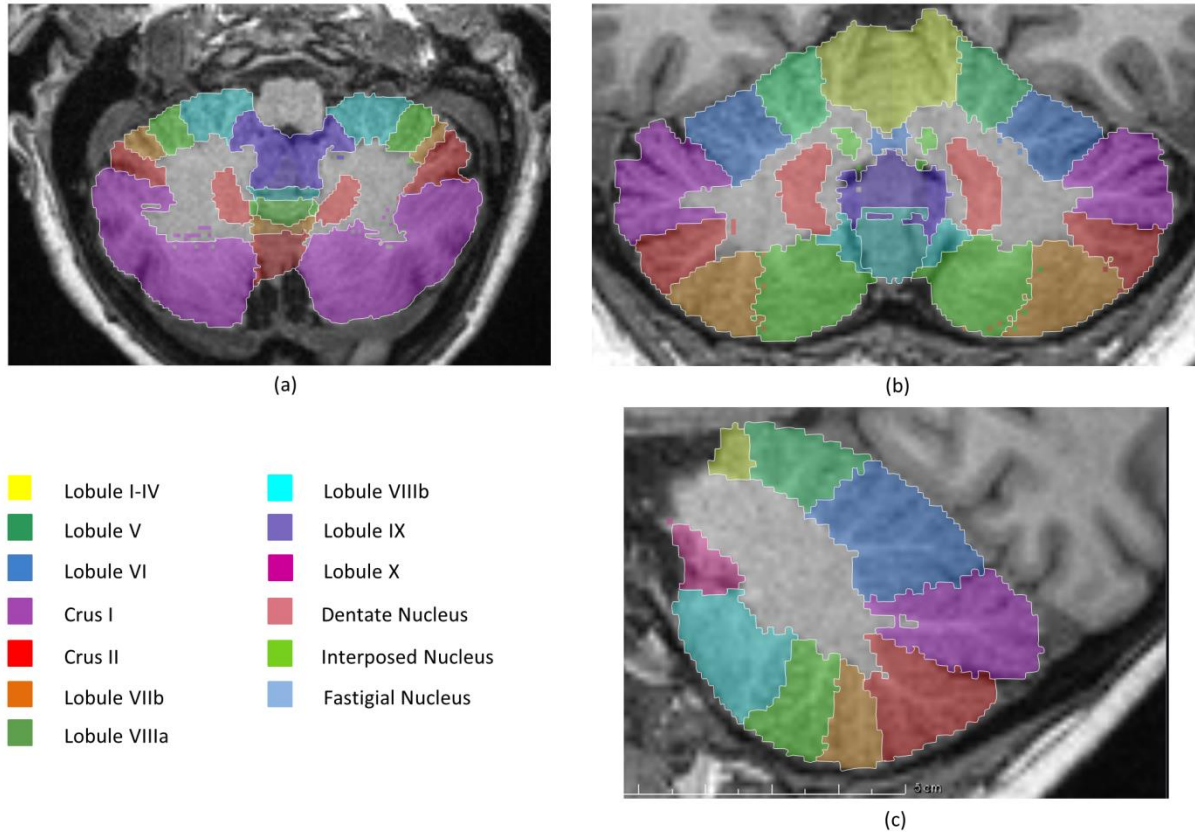 (a)
(b)
Lobule I-IV
Lobule V
Lobule VI
Crus I
Crus II
Lobule VIIb
Lobule VIIIa
Lobule VIIIb
Lobule IX
Lobule X
Dentate Nucleus
Interposed Nucleus
Fastigial Nucleus
5 cm
(c)